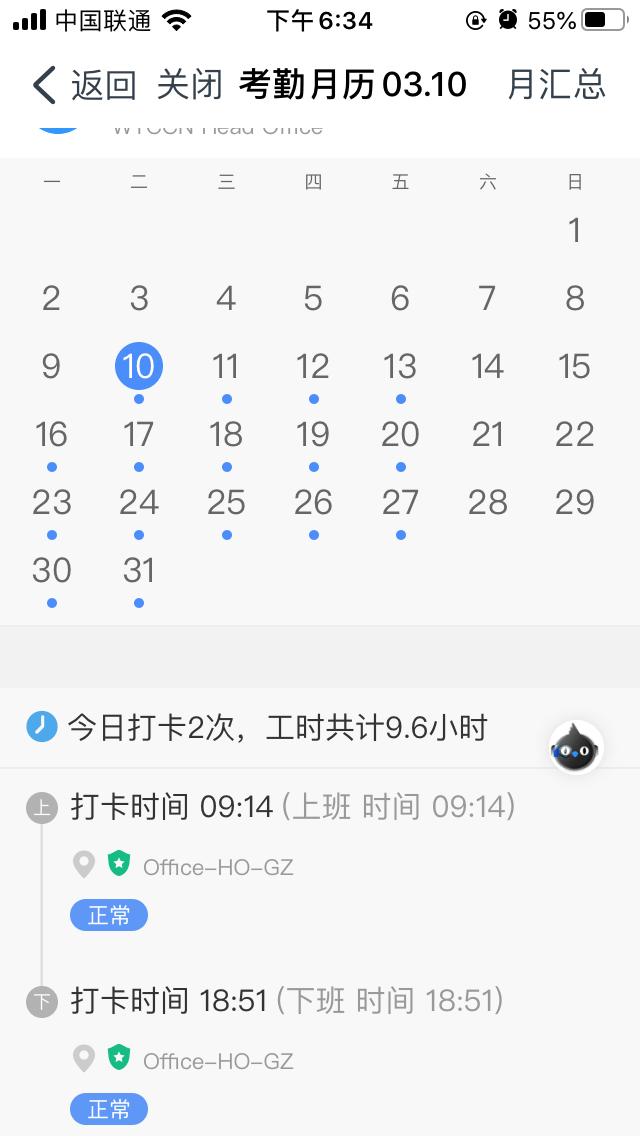 中国联通 下午6:34 55%
返回 关闭 考勤月历03.10 月汇总
WTCCN Head Office
一 二 三 四 五 六 日
1
2 3 4 5 6 7 8
9 10 11 12 13 14 15
16 17 18 19 20 21 22
23 24 25 26 27 28 29
30 31
今日打卡2次，工时共计9.6小时
上 打卡时间 09:14 (上班 时间 09:14)
Office-HO-GZ
正常
下 打卡时间 18:51 (下班 时间 18:51)
Office-HO-GZ
正常